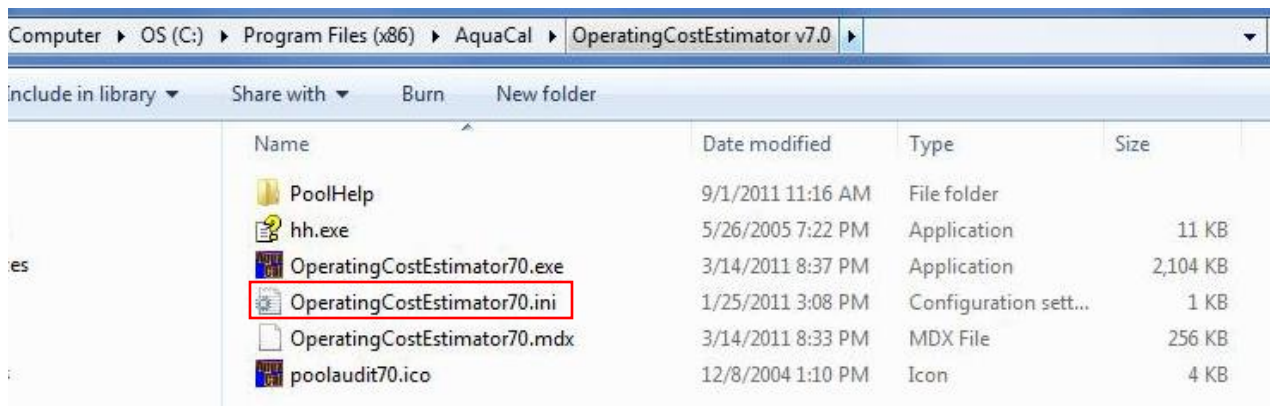 Computer ▸ OS (C:) ▸ Program Files (x86) ▸ AquaCal ▸ OperatingCostEstimator v7.0 ▸
Include in library ▾ Share with ▾ Burn New folder
Name Date modified Type Size
PoolHelp 9/1/2011 11:16 AM File folder
hh.exe 5/26/2005 7:22 PM Application 11 KB
es OperatingCostEstimator70.exe 3/14/2011 8:37 PM Application 2,104 KB
OperatingCostEstimator70.ini 1/25/2011 3:08 PM Configuration sett... 1 KB
OperatingCostEstimator70.mdx 3/14/2011 8:33 PM MDX File 256 KB
poolaudit70.ico 12/8/2004 1:10 PM Icon 4 KB